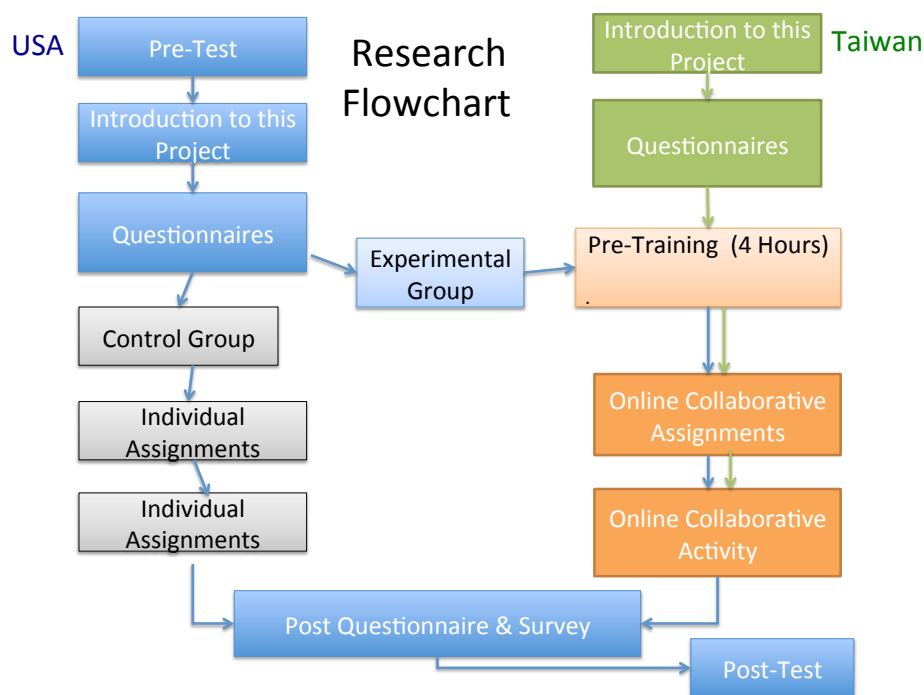 USA
Pre-Test
Research
Flowchart
Introduction to this
Project
Taiwan
Introduction to this
Project
Questionnaires
Questionnaires
Experimental
Group
Pre-Training (4 Hours)
.
Control Group
Individual
Assignments
Online Collaborative
Assignments
Individual
Assignments
Online Collaborative
Activity
Post Questionnaire & Survey
Post-Test